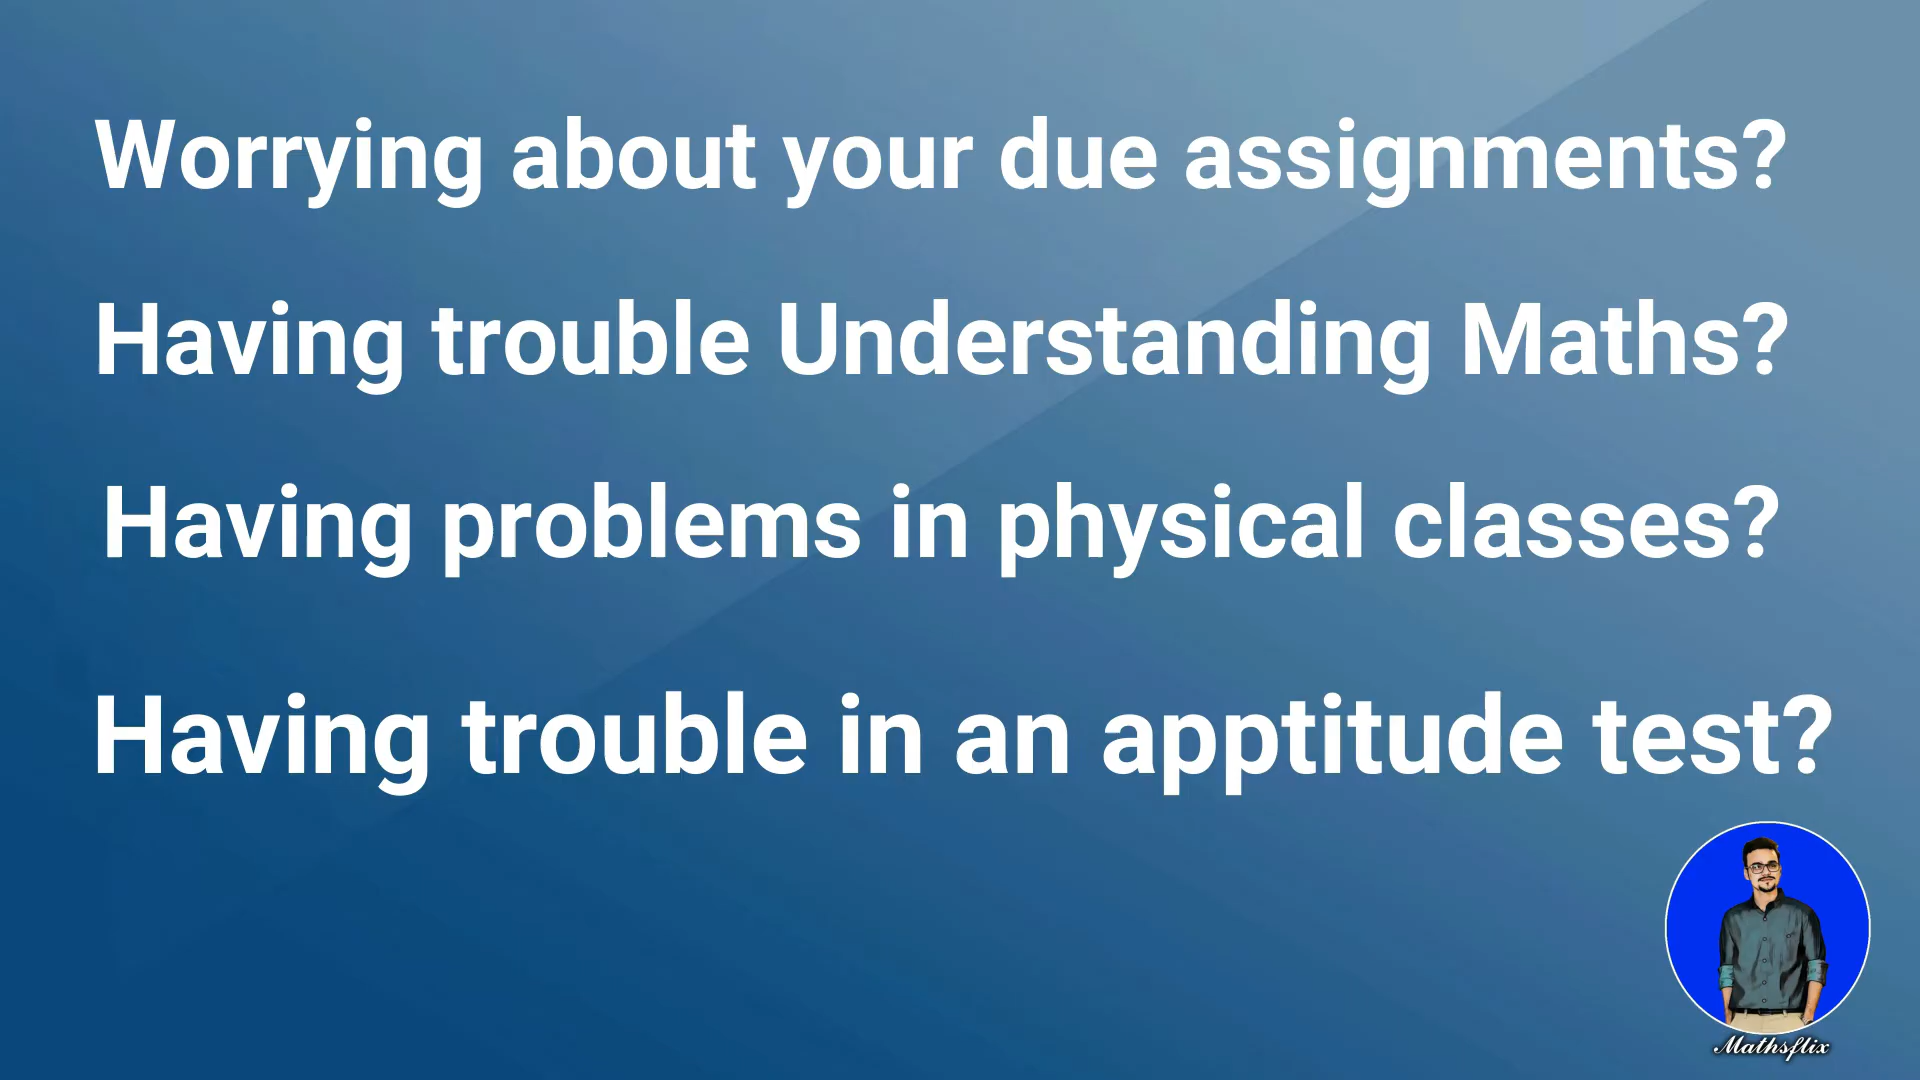 Worrying about your due assignments?
Having trouble Understanding Maths?
Having problems in physical classes?
Having trouble in an apptitude test?
Mathsflix